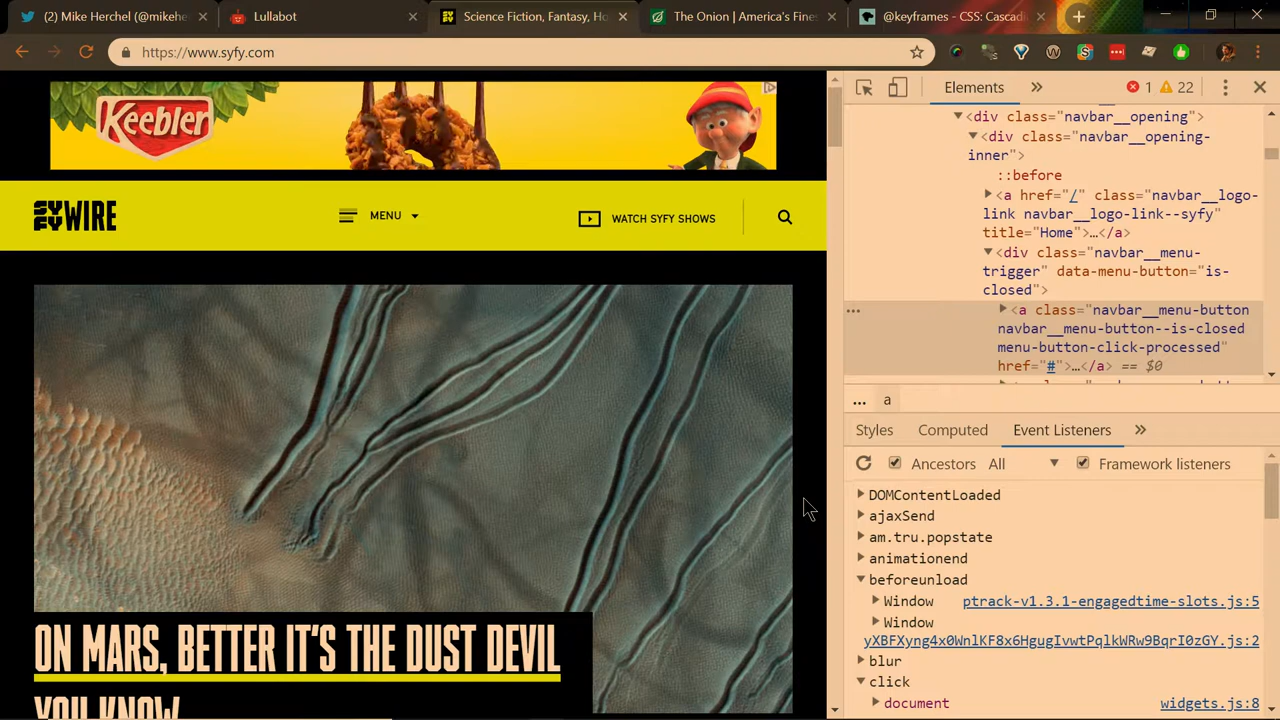 (2) Mike Herchel (@mikehe
Lullabot
Science Fiction, Fantasy, Ho
The Onion | America's Fines
@keyframes - CSS: Cascadi
https://www.syfy.com
Keebler
SYFYWIRE
MENU
WATCH SYFY SHOWS
ON MARS, BETTER IT'S THE DUST DEVIL
YOU KNOW
Elements
1
22
<div class="navbar__opening">
<div class="navbar__opening-
inner">
::before
<a href="/" class="navbar__logo-
link navbar__logo-link--syfy"
title="Home">…</a>
<div class="navbar__menu-
trigger" data-menu-button="is-
closed">
<a class="navbar__menu-button
navbar__menu-button--is-closed
menu-button-click-processed"
href="#">…</a> == $0
... a
Styles
Computed
Event Listeners
Ancestors All
Framework listeners
DOMContentLoaded
ajaxSend
am.tru.popstate
animationend
beforeunload
Window ptrack-v1.3.1-engagedtime-slots.js:5
Window
yXBFXyng4x0WnlKF8x6HgugIvwtPqlkWRw9BqrI0zGY.js:2
blur
click
document widgets.js:8